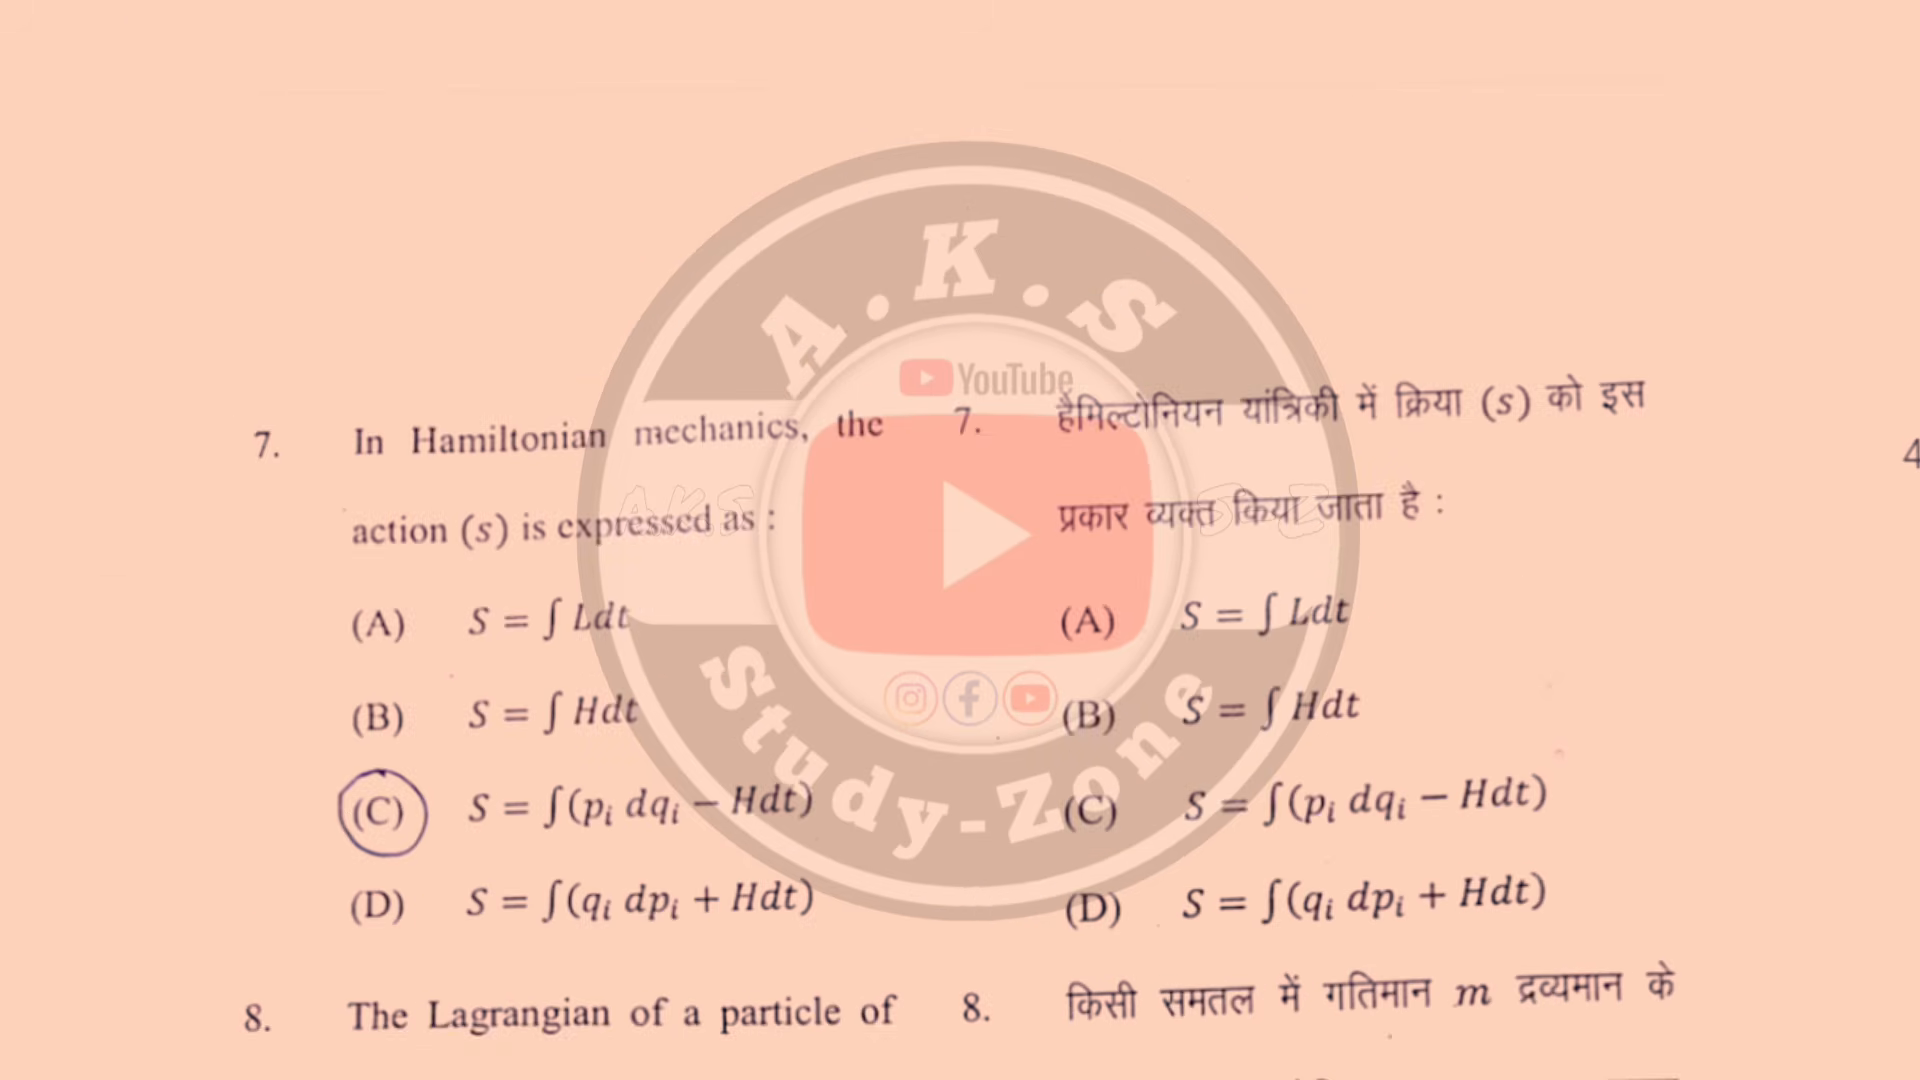 A.K.S
YouTube
Study-Zone
AKS
S-Z
7. In Hamiltonian mechanics, the
action (s) is expressed as :
(A) S = ∫ Ldt
(B) S = ∫ Hdt
(C) S = ∫(pᵢ dqᵢ − Hdt)
(D) S = ∫(qᵢ dpᵢ + Hdt)
8. The Lagrangian of a particle of
7. हैमिल्टोनियन यांत्रिकी में क्रिया (s) को इस
प्रकार व्यक्त किया जाता है :
(A) S = ∫ Ldt
(B) S = ∫ Hdt
(C) S = ∫(pᵢ dqᵢ − Hdt)
(D) S = ∫(qᵢ dpᵢ + Hdt)
8. किसी समतल में गतिमान m द्रव्यमान के
4